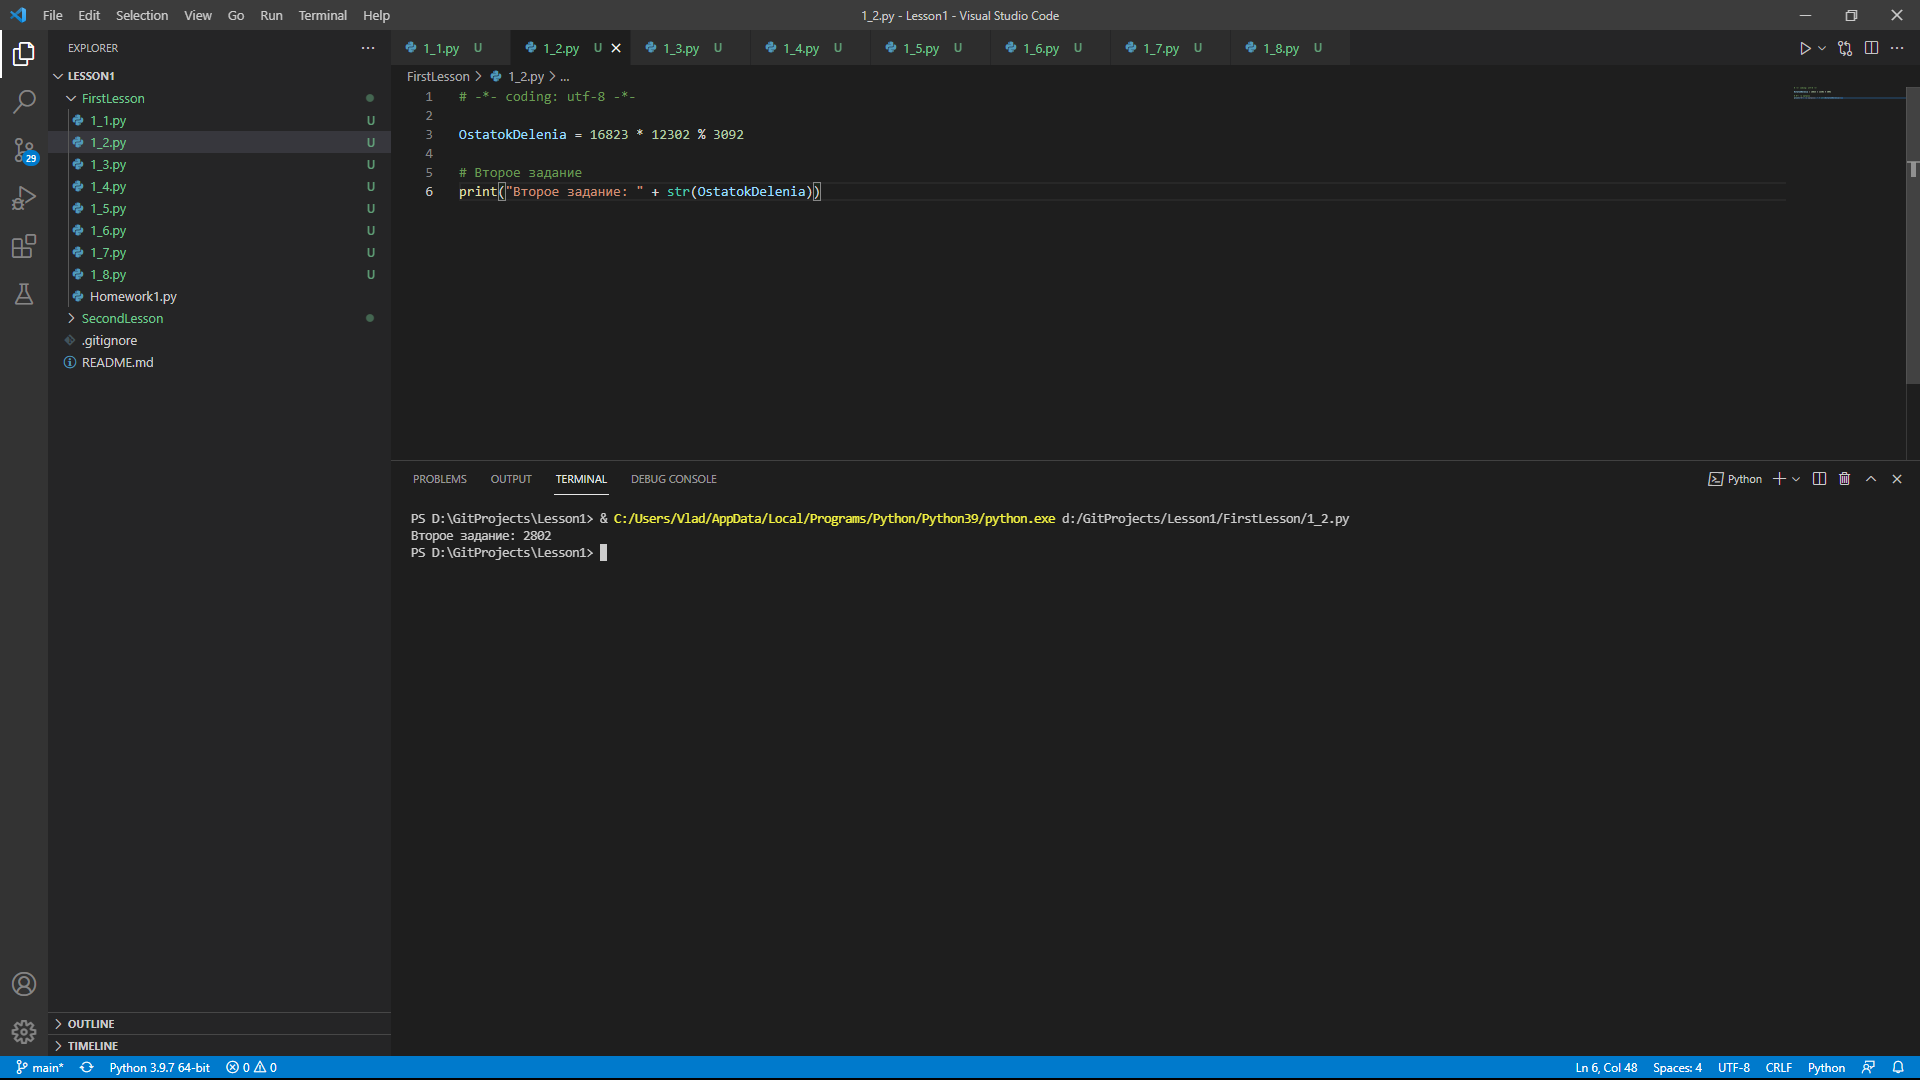 File Edit Selection View Go Run Terminal Help
1_2.py - Lesson1 - Visual Studio Code
EXPLORER
LESSON1
FirstLesson
1_1.py U
1_2.py U
1_3.py U
1_4.py U
1_5.py U
1_6.py U
1_7.py U
1_8.py U
Homework1.py
SecondLesson
.gitignore
README.md
29
OUTLINE
TIMELINE
1_1.py U 1_2.py U 1_3.py U 1_4.py U 1_5.py U 1_6.py U 1_7.py U 1_8.py U
FirstLesson > 1_2.py > ...
1 # -*- coding: utf-8 -*-
2
3 OstatokDelenia = 16823 * 12302 % 3092
4
5 # Второе задание
6 print("Второе задание: " + str(OstatokDelenia))
PROBLEMS OUTPUT TERMINAL DEBUG CONSOLE
Python
PS D:\GitProjects\Lesson1> & C:/Users/Vlad/AppData/Local/Programs/Python/Python39/python.exe d:/GitProjects/Lesson1/FirstLesson/1_2.py
Второе задание: 2802
PS D:\GitProjects\Lesson1>
main* Python 3.9.7 64-bit 0 0
Ln 6, Col 48 Spaces: 4 UTF-8 CRLF Python